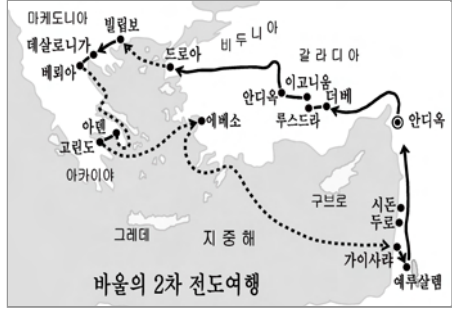 마케도니아
빌립보
데살로니가
베뢰아
드로아
비두니아
갈라디아
이고니움
안디옥
더베
루스드라
안디옥
아덴
고린도
아카이야
에베소
구브로
시돈
두로
그레데
지중해
가이사랴
예루살렘
바울의 2차 전도여행